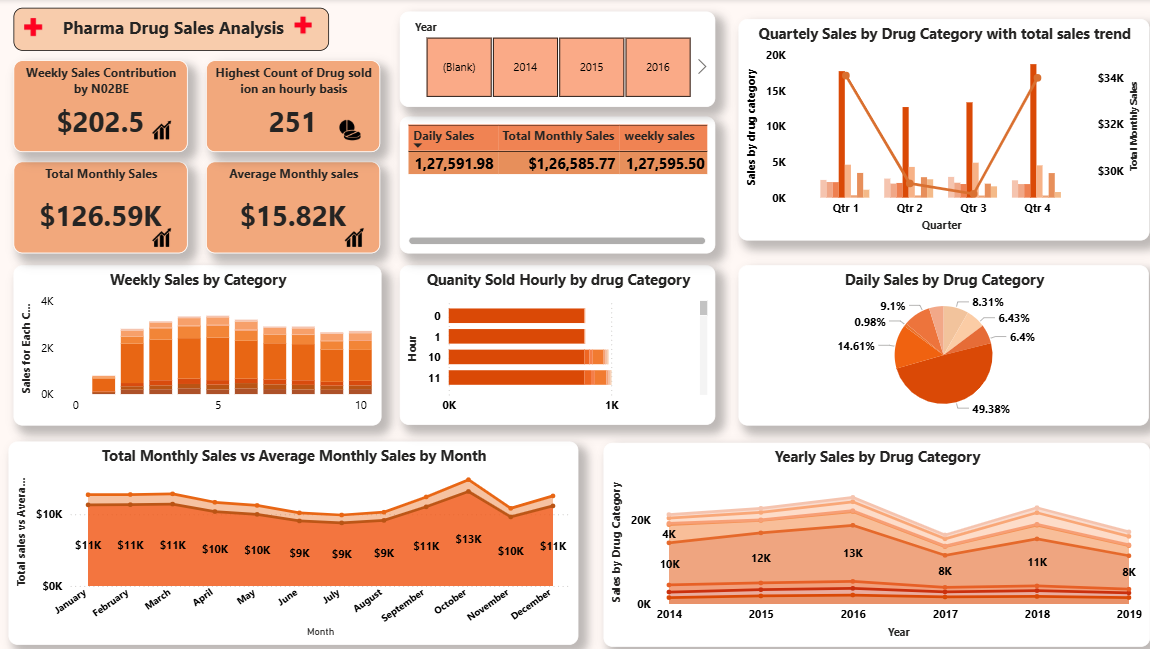 Pharma Drug Sales Analysis
Weekly Sales Contribution
by N02BE
$202.5
Highest Count of Drug sold
ion an hourly basis
251
Total Monthly Sales
$126.59K
Average Monthly sales
$15.82K
Year
(Blank) 2014 2015 2016
Daily Sales Total Monthly Sales weekly sales
1,27,591.98 $1,26,585.77 1,27,595.50
Quartely Sales by Drug Category with total sales trend
Sales by drug category
20K
15K
10K
5K
0K
Total Monthly Sales
$34K
$32K
$30K
Qtr 1 Qtr 2 Qtr 3 Qtr 4
Quarter
Weekly Sales by Category
Sales for Each C...
4K
2K
0K
0 5 10
Quanity Sold Hourly by drug Category
Hour
0
1
10
11
0K 1K
Daily Sales by Drug Category
8.31%
6.43%
6.4%
49.38%
14.61%
0.98%
9.1%
Total Monthly Sales vs Average Monthly Sales by Month
Total sales vs Avera...
$10K
$0K
$11K $11K $11K $10K $10K $9K $9K $9K $11K $13K $10K $11K
January February March April May June July August September October November December
Month
Yearly Sales by Drug Category
Sales by Drug Category
20K
0K
4K
10K 12K 13K 8K 11K 8K
2014 2015 2016 2017 2018 2019
Year